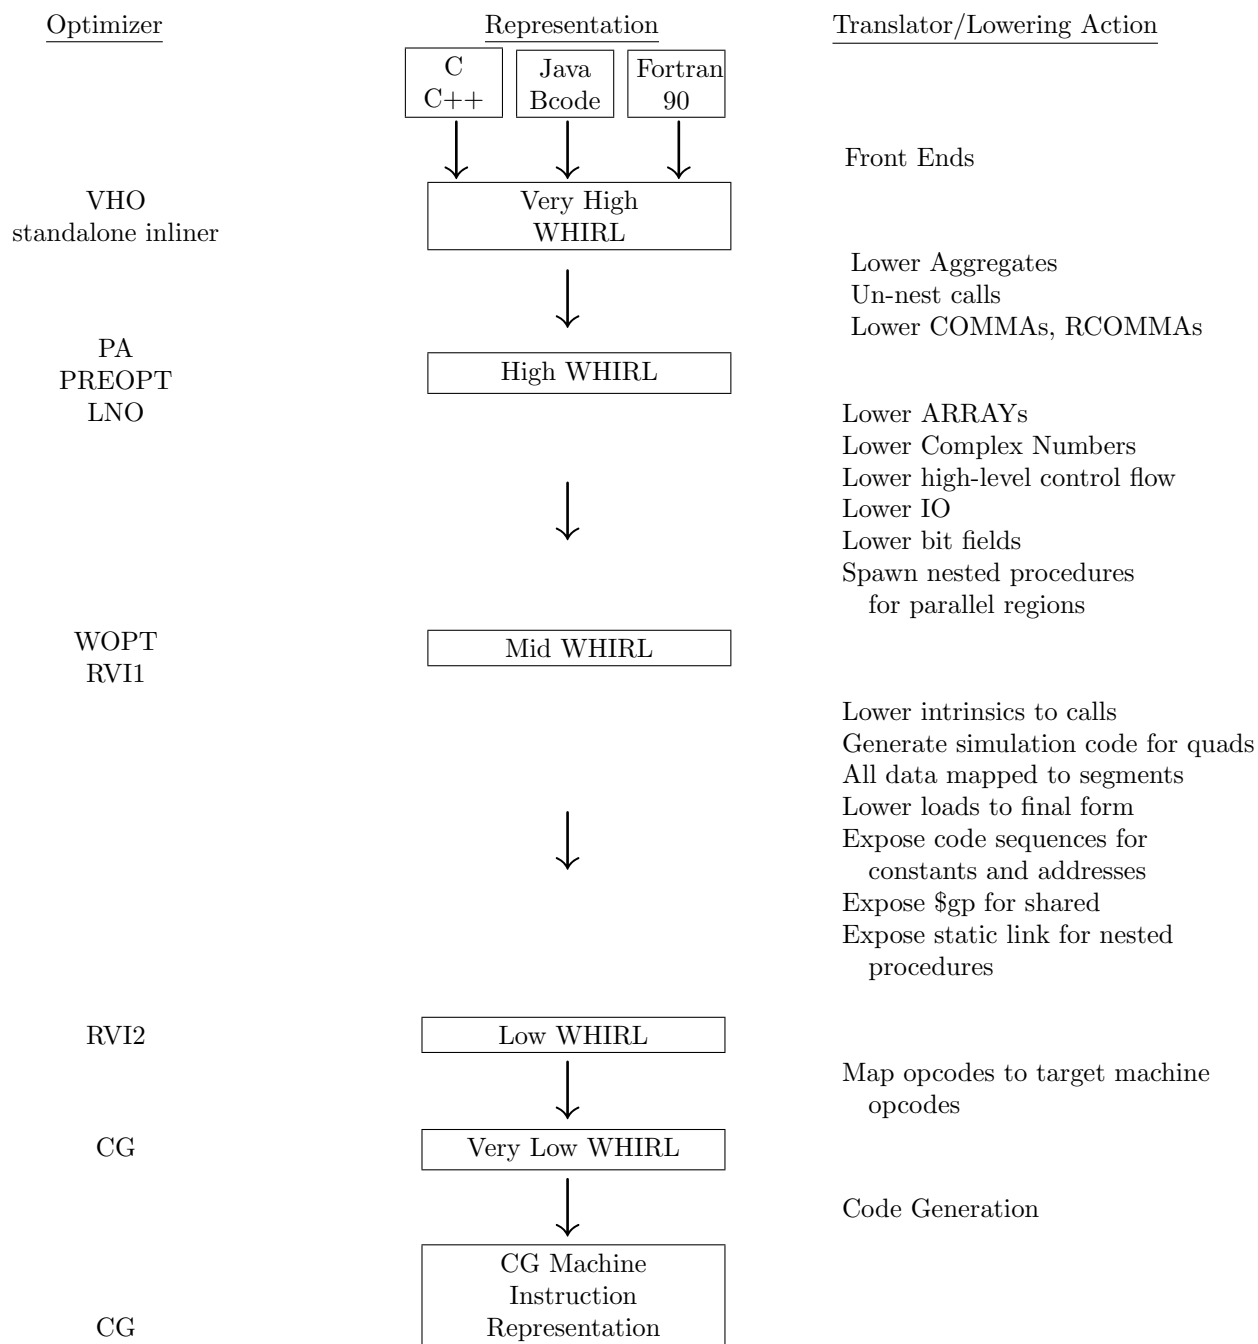 Optimizer Representation Translator/Lowering Action
C Java Fortran
C++ Bcode 90
Front Ends
VHO Very High
standalone inliner WHIRL
Lower Aggregates
Un-nest calls
Lower COMMAs, RCOMMAs
PA
PREOPT High WHIRL
LNO Lower ARRAYs
Lower Complex Numbers
Lower high-level control flow
Lower IO
Lower bit fields
Spawn nested procedures
for parallel regions
WOPT Mid WHIRL
RVI1
Lower intrinsics to calls
Generate simulation code for quads
All data mapped to segments
Lower loads to final form
Expose code sequences for
constants and addresses
Expose $gp for shared
Expose static link for nested
procedures
RVI2 Low WHIRL
Map opcodes to target machine
opcodes
CG Very Low WHIRL
Code Generation
CG Machine
Instruction
CG Representation